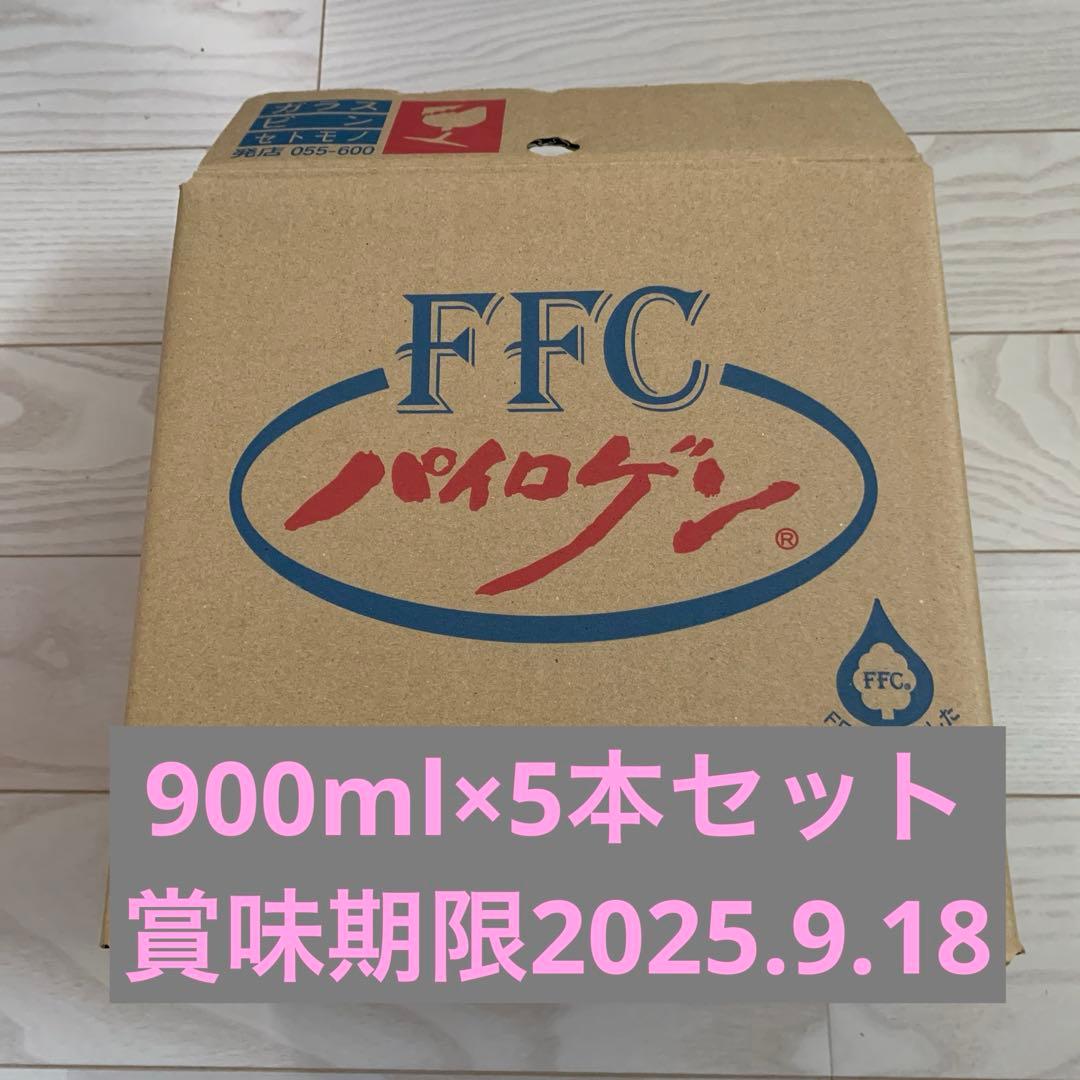 ガラス
ビン
セトモノ
発店 055-600
FFC
パイロゲン®
FFC®
900ml×5本セット
賞味期限2025.9.18